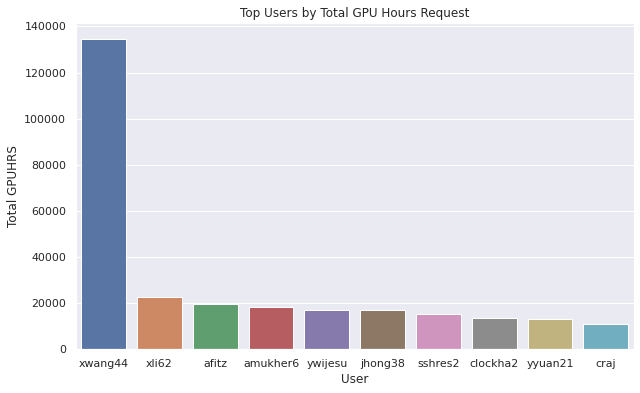 Top Users by Total GPU Hours Request
140000
120000
100000
80000
60000
40000
20000
0
Total GPUHRS
xwang44 xli62 afitz amukher6 ywijesu jhong38 sshres2 clockha2 yyuan21 craj
User